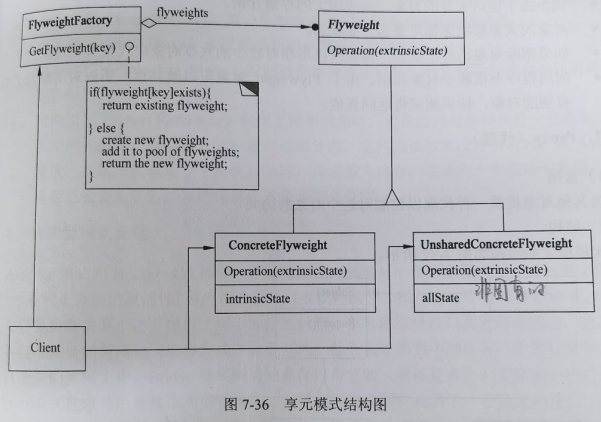 FlyweightFactory
flyweights
Flyweight
GetFlyweight(key)
Operation(extrinsicState)
if(flyweight[key]exists){
return existing flyweight;
} else {
create new flyweight;
add it to pool of flyweights;
return the new flyweight;
}
ConcreteFlyweight
UnsharedConcreteFlyweight
Operation(extrinsicState)
Operation(extrinsicState)
intrinsicState
allState 非固有的
Client
图 7-36 享元模式结构图